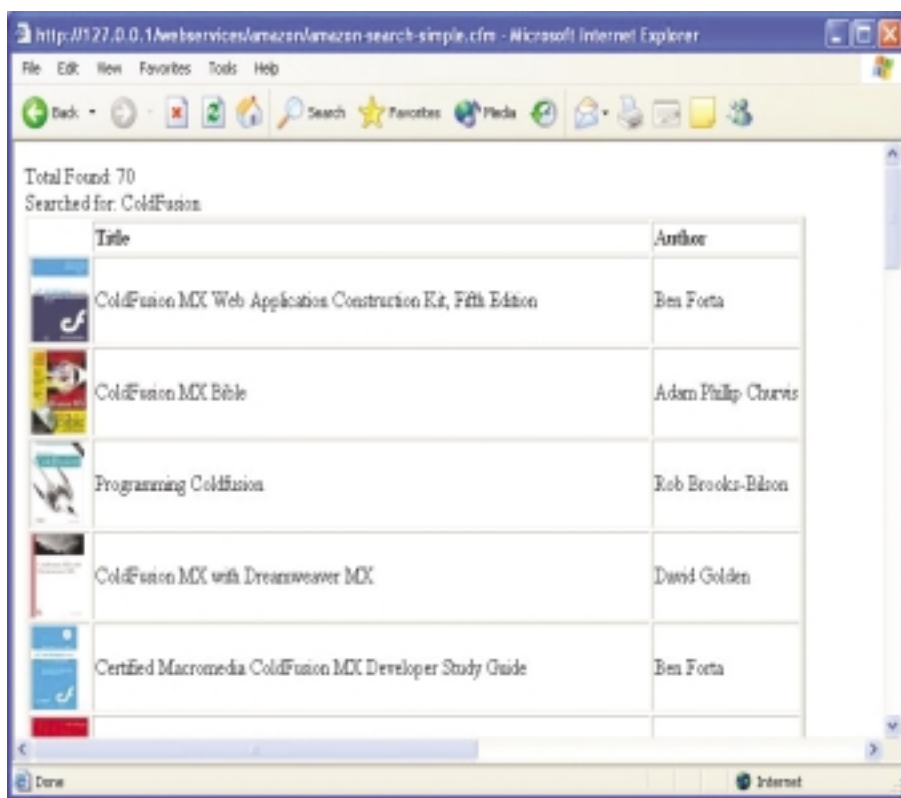 http://127.0.0.1/webservices/amazon/amazon-search-simple.cfm - Microsoft Internet Explorer
File Edit View Favorites Tools Help
Back Search Favorites Media
Total Found: 70
Searched for: ColdFusion
Title Author
ColdFusion MX Web Application Construction Kit, Fifth Edition Ben Forta
ColdFusion MX Bible Adam Phillip Churvis
Programming Coldfusion Rob Brooks-Bilson
ColdFusion MX with Dreamweaver MX David Golden
Certified Macromedia ColdFusion MX Developer Study Guide Ben Forta
Done Internet